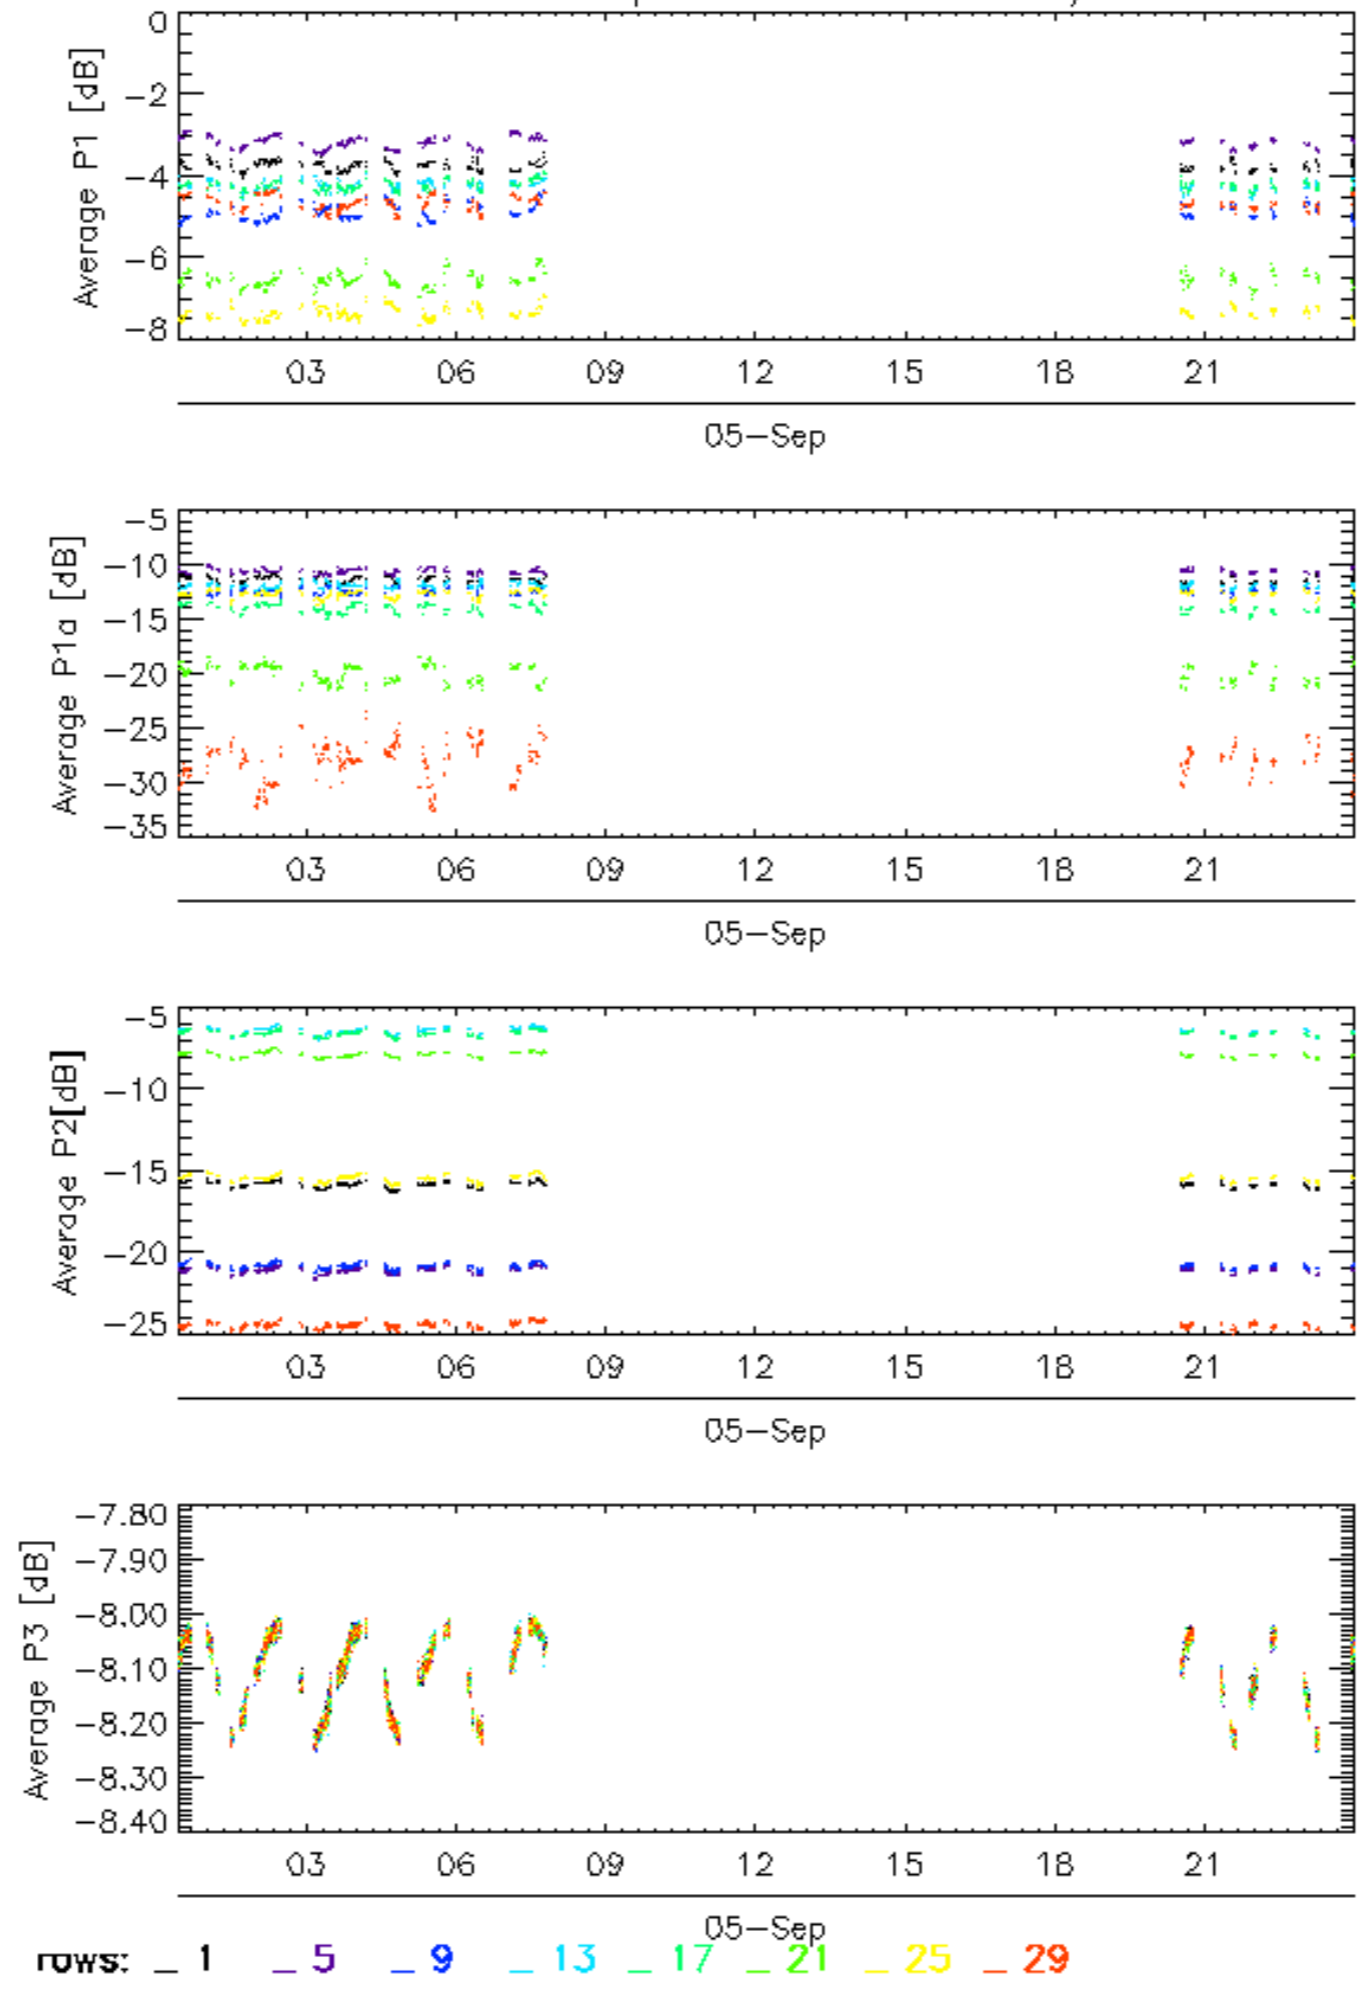 0
−2
−4
−6
−8
Average P1 [dB]
03 06 09 12 15 18 21
05−Sep
−5
−10
−15
−20
−25
−30
−35
Average P1a [dB]
03 06 09 12 15 18 21
05−Sep
−5
−10
−15
−20
−25
Average P2[dB]
03 06 09 12 15 18 21
05−Sep
−7.80
−7.90
−8.00
−8.10
−8.20
−8.30
−8.40
Average P3 [dB]
03 06 09 12 15 18 21
05−Sep
rows: _ 1 _ 5 _ 9 _ 13 _ 17 _ 21 _ 25 _ 29